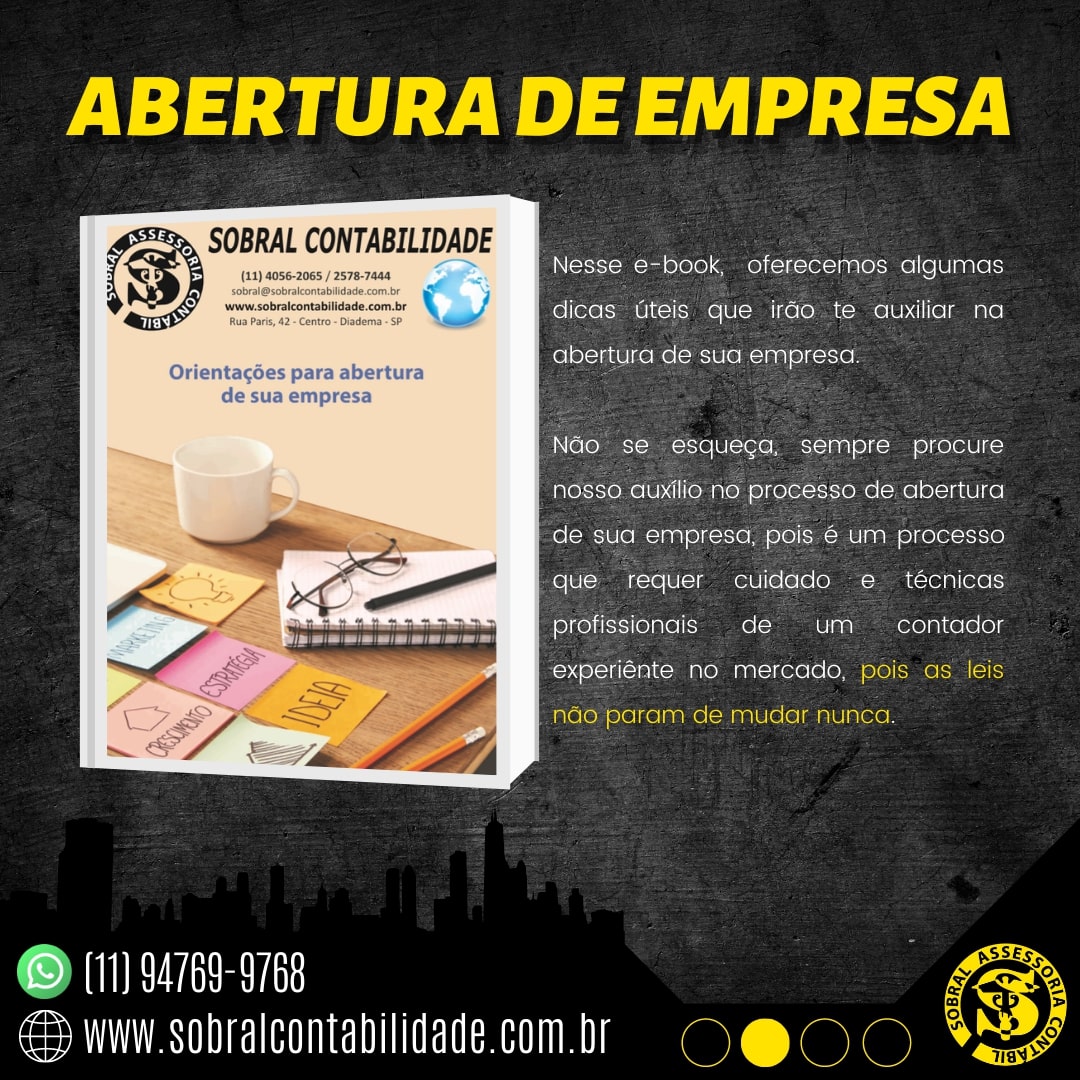 ABERTURA DE EMPRESA
SOBRAL ASSESSORIA CONTÁBIL
SOBRAL CONTABILIDADE
(11) 4056-2065 / 2578-7444
sobral@sobralcontabilidade.com.br
www.sobralcontabilidade.com.br
Rua Paris, 42 - Centro - Diadema - SP
Orientações para abertura
de sua empresa
MARKETING
ESTRATÉGIA
CRESCIMENTO
IDEIA
Nesse e-book, oferecemos algumas
dicas úteis que irão te auxiliar na
abertura de sua empresa.
Não se esqueça, sempre procure
nosso auxílio no processo de abertura
de sua empresa, pois é um processo
que requer cuidado e técnicas
profissionais de um contador
experiênte no mercado, pois as leis
não param de mudar nunca.
(11) 94769-9768
www.sobralcontabilidade.com.br
SOBRAL ASSESSORIA CONTÁBIL